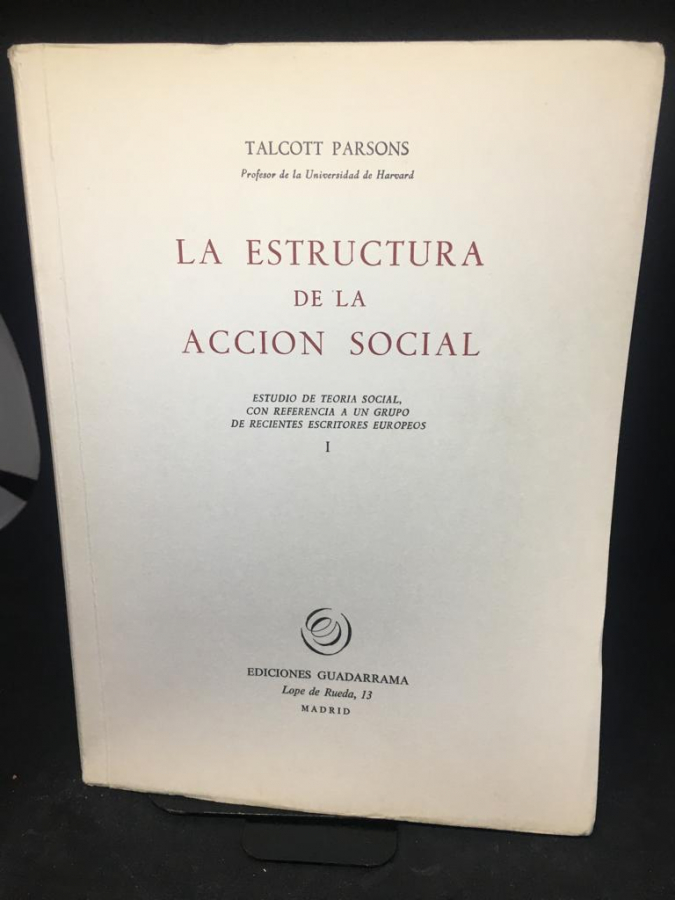 TALCOTT PARSONS
Profesor de la Universidad de Harvard
LA ESTRUCTURA
DE LA
ACCION SOCIAL
ESTUDIO DE TEORIA SOCIAL,
CON REFERENCIA A UN GRUPO
DE RECIENTES ESCRITORES EUROPEOS
I
EDICIONES GUADARRAMA
Lope de Rueda, 13
MADRID